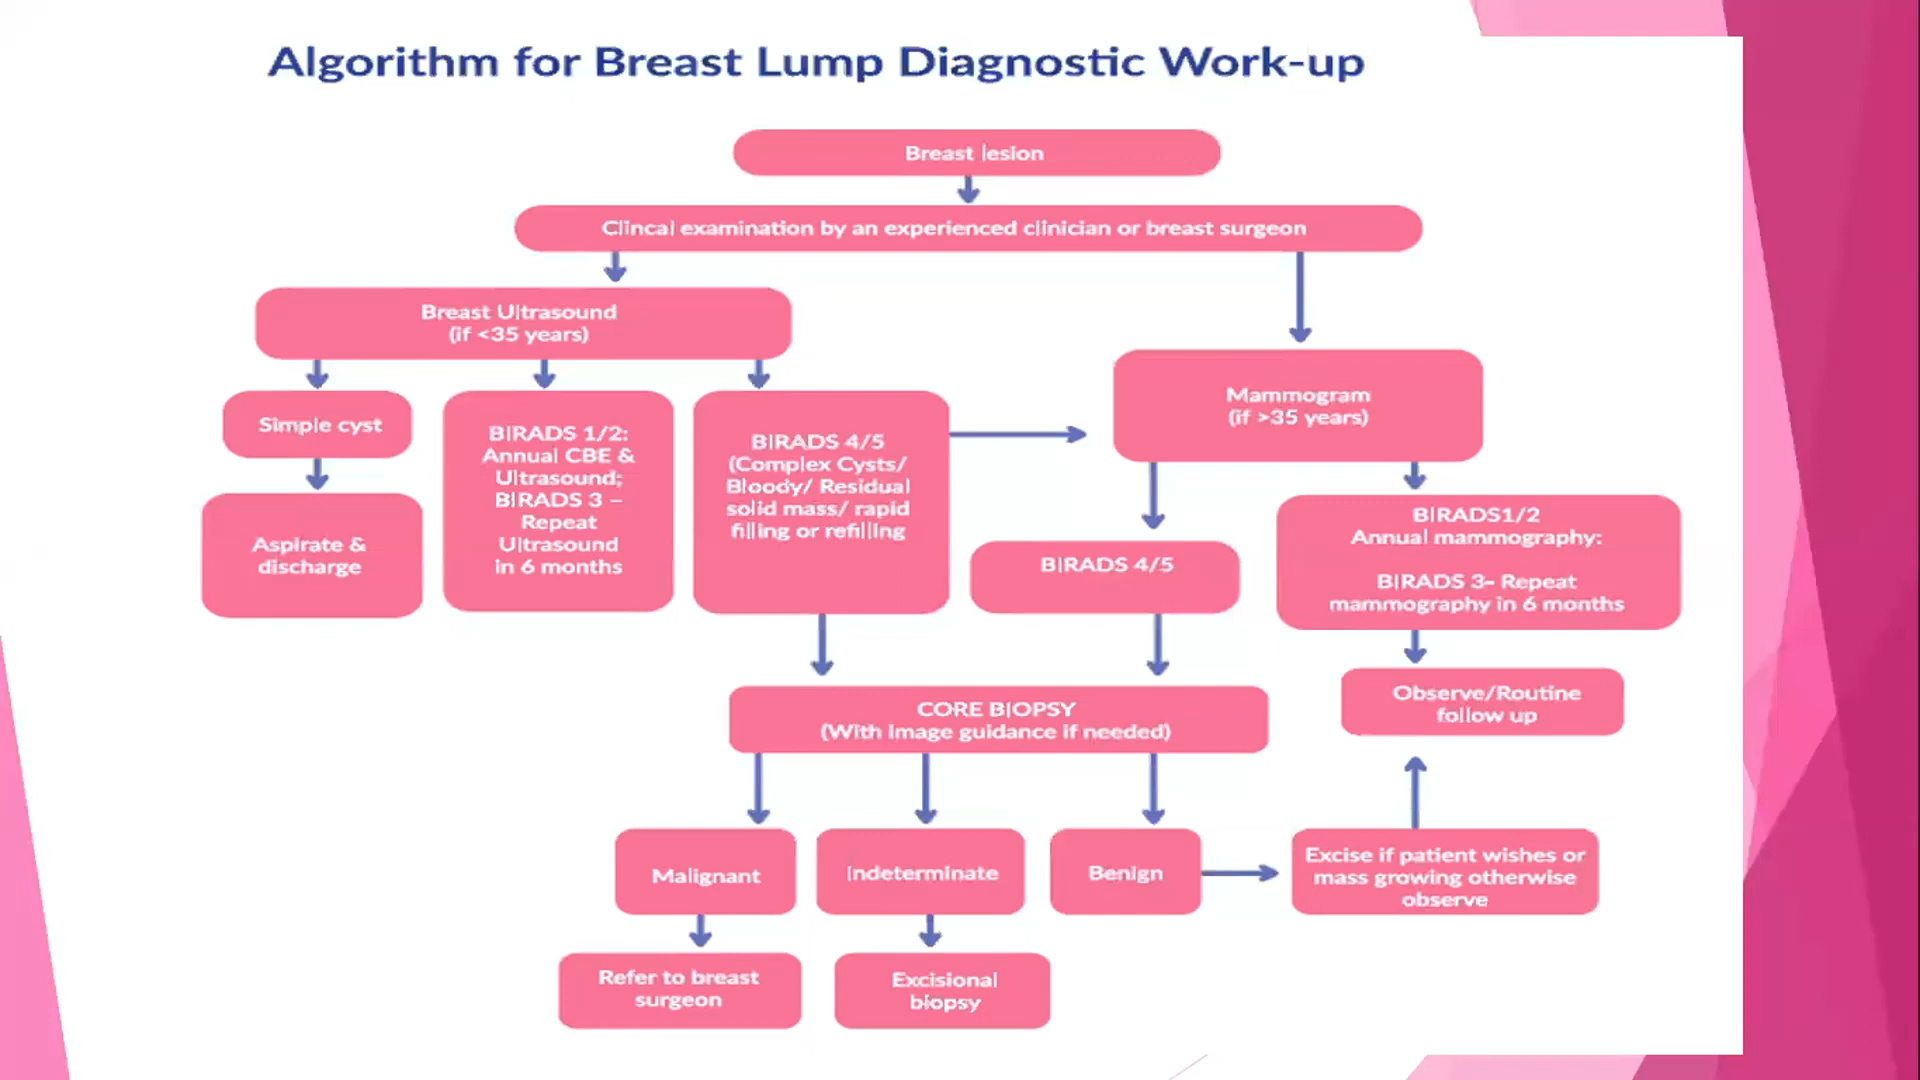 Algorithm for Breast Lump Diagnostic Work-up
Breast lesion
Clincal examination by an experienced clinician or breast surgeon
Breast Ultrasound
(if <35 years)
Mammogram
(if >35 years)
Simple cyst
BIRADS 1/2:
Annual CBE &
Ultrasound;
BIRADS 3 –
Repeat
Ultrasound
in 6 months
BIRADS 4/5
(Complex Cysts/
Bloody/ Residual
solid mass/ rapid
filling or refilling
Aspirate &
discharge
BIRADS 4/5
BIRADS1/2
Annual mammography:
BIRADS 3- Repeat
mammography in 6 months
Observe/Routine
follow up
CORE BIOPSY
(With image guidance if needed)
Malignant
Indeterminate
Benign
Excise if patient wishes or
mass growing otherwise
observe
Refer to breast
surgeon
Excisional
biopsy